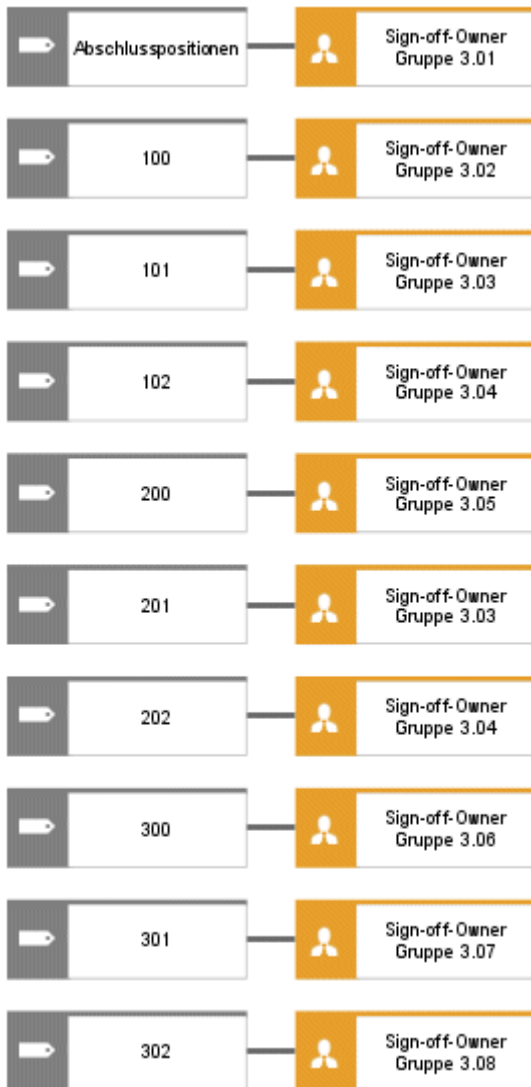 Abschlusspositionen
Sign-off-Owner
Gruppe 3.01
100
Sign-off-Owner
Gruppe 3.02
101
Sign-off-Owner
Gruppe 3.03
102
Sign-off-Owner
Gruppe 3.04
200
Sign-off-Owner
Gruppe 3.05
201
Sign-off-Owner
Gruppe 3.03
202
Sign-off-Owner
Gruppe 3.04
300
Sign-off-Owner
Gruppe 3.06
301
Sign-off-Owner
Gruppe 3.07
302
Sign-off-Owner
Gruppe 3.08